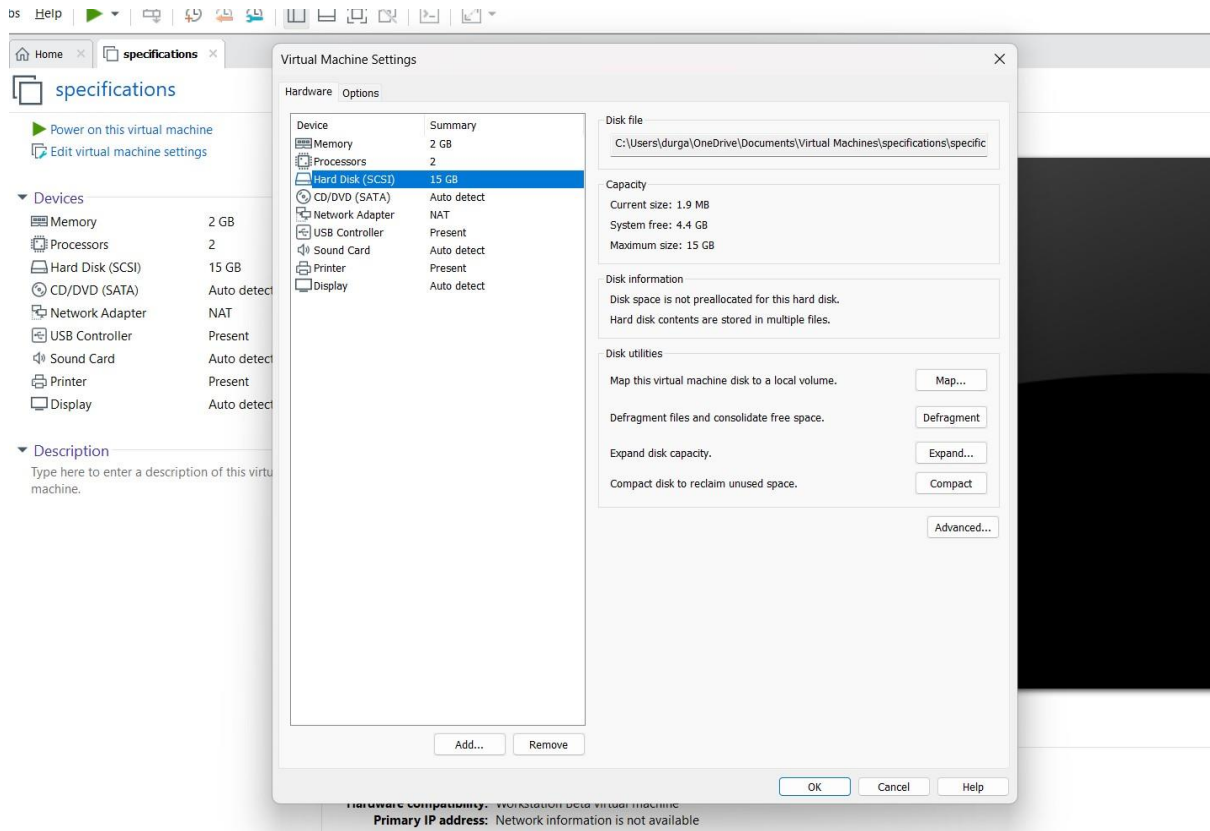 bs Help
Home
specifications
specifications
Power on this virtual machine
Edit virtual machine settings
Devices
Memory 2 GB
Processors 2
Hard Disk (SCSI) 15 GB
CD/DVD (SATA) Auto detect
Network Adapter NAT
USB Controller Present
Sound Card Auto detect
Printer Present
Display Auto detect
Description
Type here to enter a description of this virtu
machine.
Virtual Machine Settings
Hardware Options
Device Summary
Memory 2 GB
Processors 2
Hard Disk (SCSI) 15 GB
CD/DVD (SATA) Auto detect
Network Adapter NAT
USB Controller Present
Sound Card Auto detect
Printer Present
Display Auto detect
Add... Remove
Disk file
C:\Users\durga\OneDrive\Documents\Virtual Machines\specifications\specific
Capacity
Current size: 1.9 MB
System free: 4.4 GB
Maximum size: 15 GB
Disk information
Disk space is not preallocated for this hard disk.
Hard disk contents are stored in multiple files.
Disk utilities
Map this virtual machine disk to a local volume. Map...
Defragment files and consolidate free space. Defragment
Expand disk capacity. Expand...
Compact disk to reclaim unused space. Compact
Advanced...
OK Cancel Help
Hardware compatibility: Workstation Beta virtual machine
Primary IP address: Network information is not available